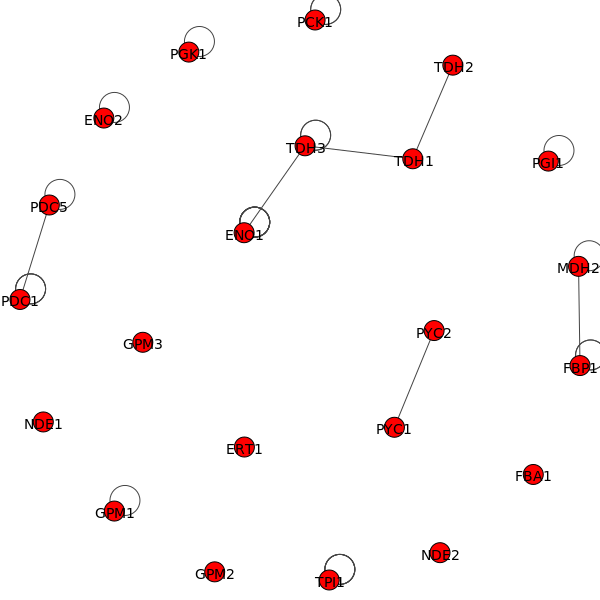 PCK1
PGK1
TDH2
ENO2
TDH3
TDH1
PGI1
PDC5
ENO1
MDH2
PDC1
PYC2
GPM3
FBP1
NDE1
PYC1
ERT1
FBA1
GPM1
NDE2
GPM2
TPI1